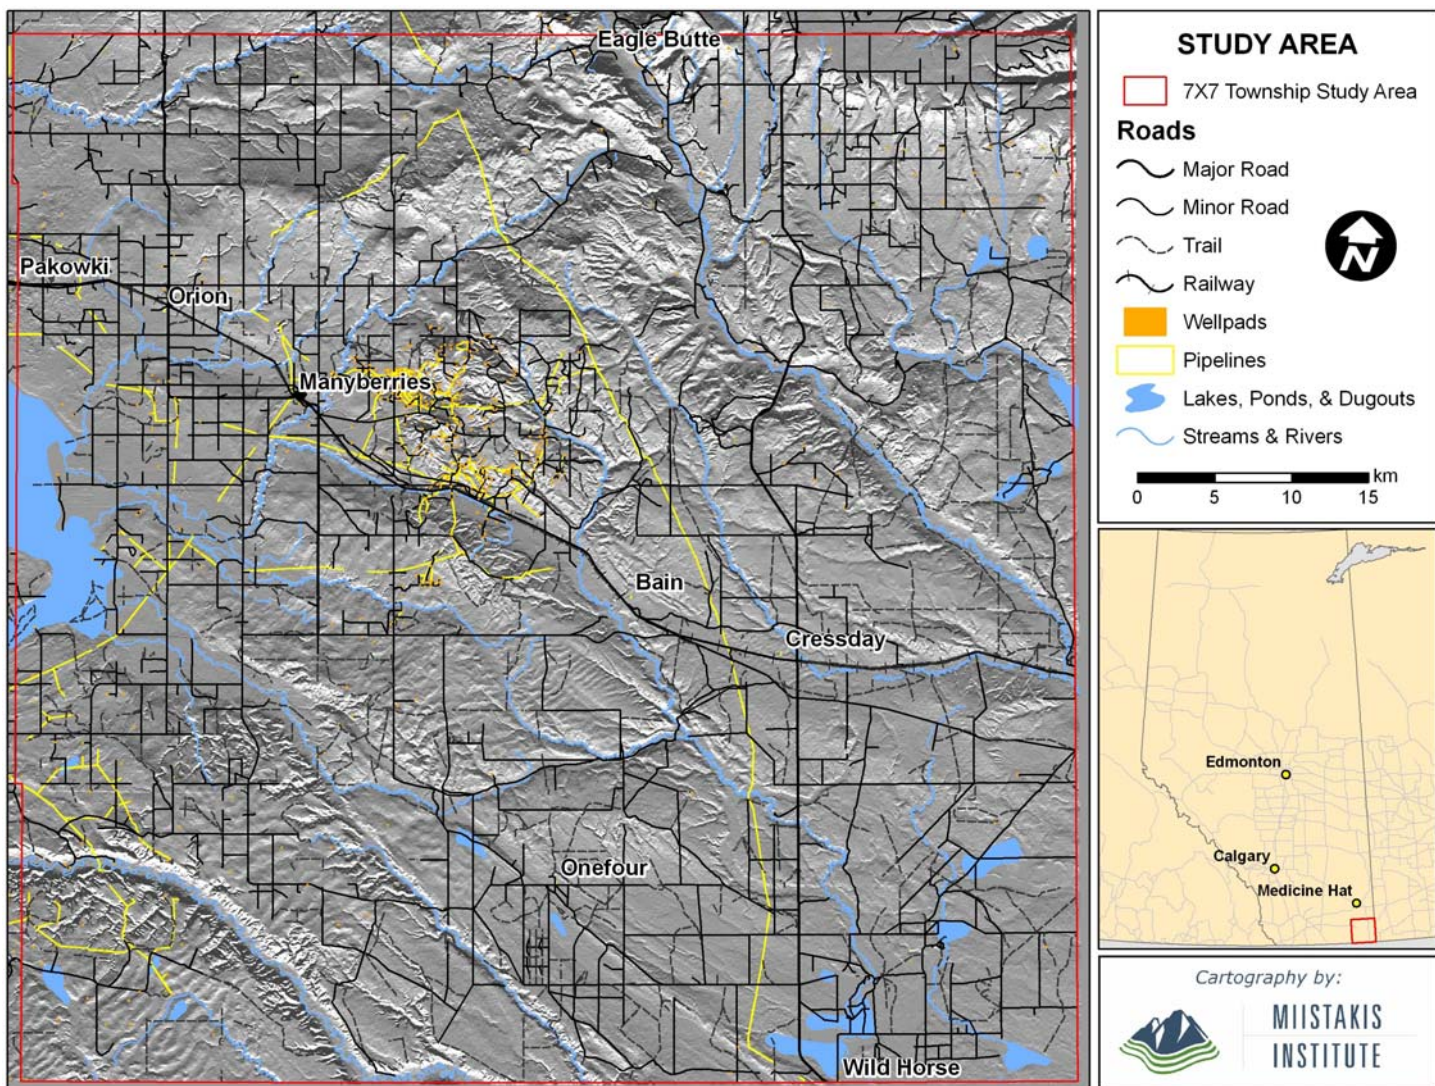 Eagle Butte
Pakowki
Orion
Manyberries
Bain
Cressday
Onefour
Wild Horse
STUDY AREA
7X7 Township Study Area
Roads
Major Road
Minor Road
Trail
Railway
N
Wellpads
Pipelines
Lakes, Ponds, & Dugouts
Streams & Rivers
km
0 5 10 15
Edmonton
Calgary
Medicine Hat
Cartography by:
MIISTAKIS
INSTITUTE